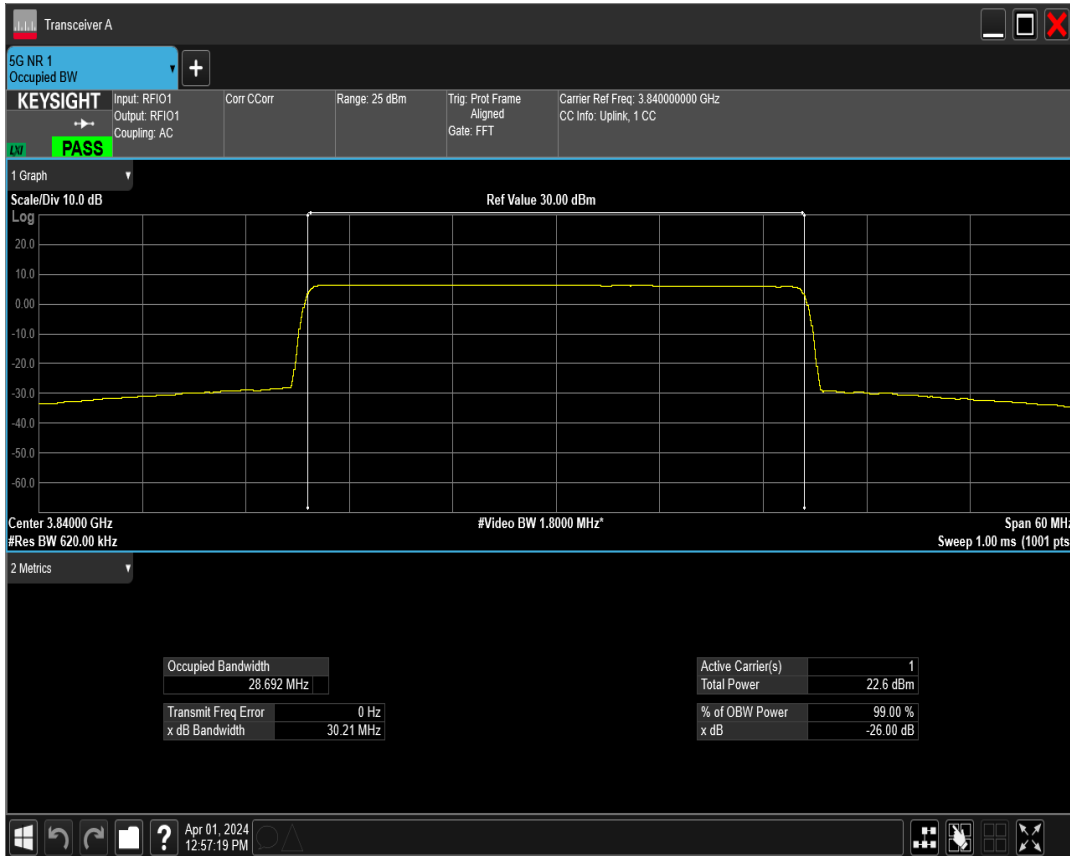 Transceiver A
5G NR 1
Occupied BW
+
KEYSIGHT
LXI
PASS
Input: RFIO1
Output: RFIO1
Coupling: AC
Corr CCorr
Range: 25 dBm
Trig: Prot Frame
Aligned
Gate: FFT
Carrier Ref Freq: 3.840000000 GHz
CC Info: Uplink, 1 CC
1 Graph
Scale/Div 10.0 dB
Ref Value 30.00 dBm
Log
20.0
10.0
0.00
-10.0
-20.0
-30.0
-40.0
-50.0
-60.0
Center 3.84000 GHz
#Video BW 1.8000 MHz*
Span 60 MHz
#Res BW 620.00 kHz
Sweep 1.00 ms (1001 pts
2 Metrics
Occupied Bandwidth
28.692 MHz
Transmit Freq Error 0 Hz
x dB Bandwidth 30.21 MHz
Active Carrier(s) 1
Total Power 22.6 dBm
% of OBW Power 99.00 %
x dB -26.00 dB
?
Apr 01, 2024
12:57:19 PM